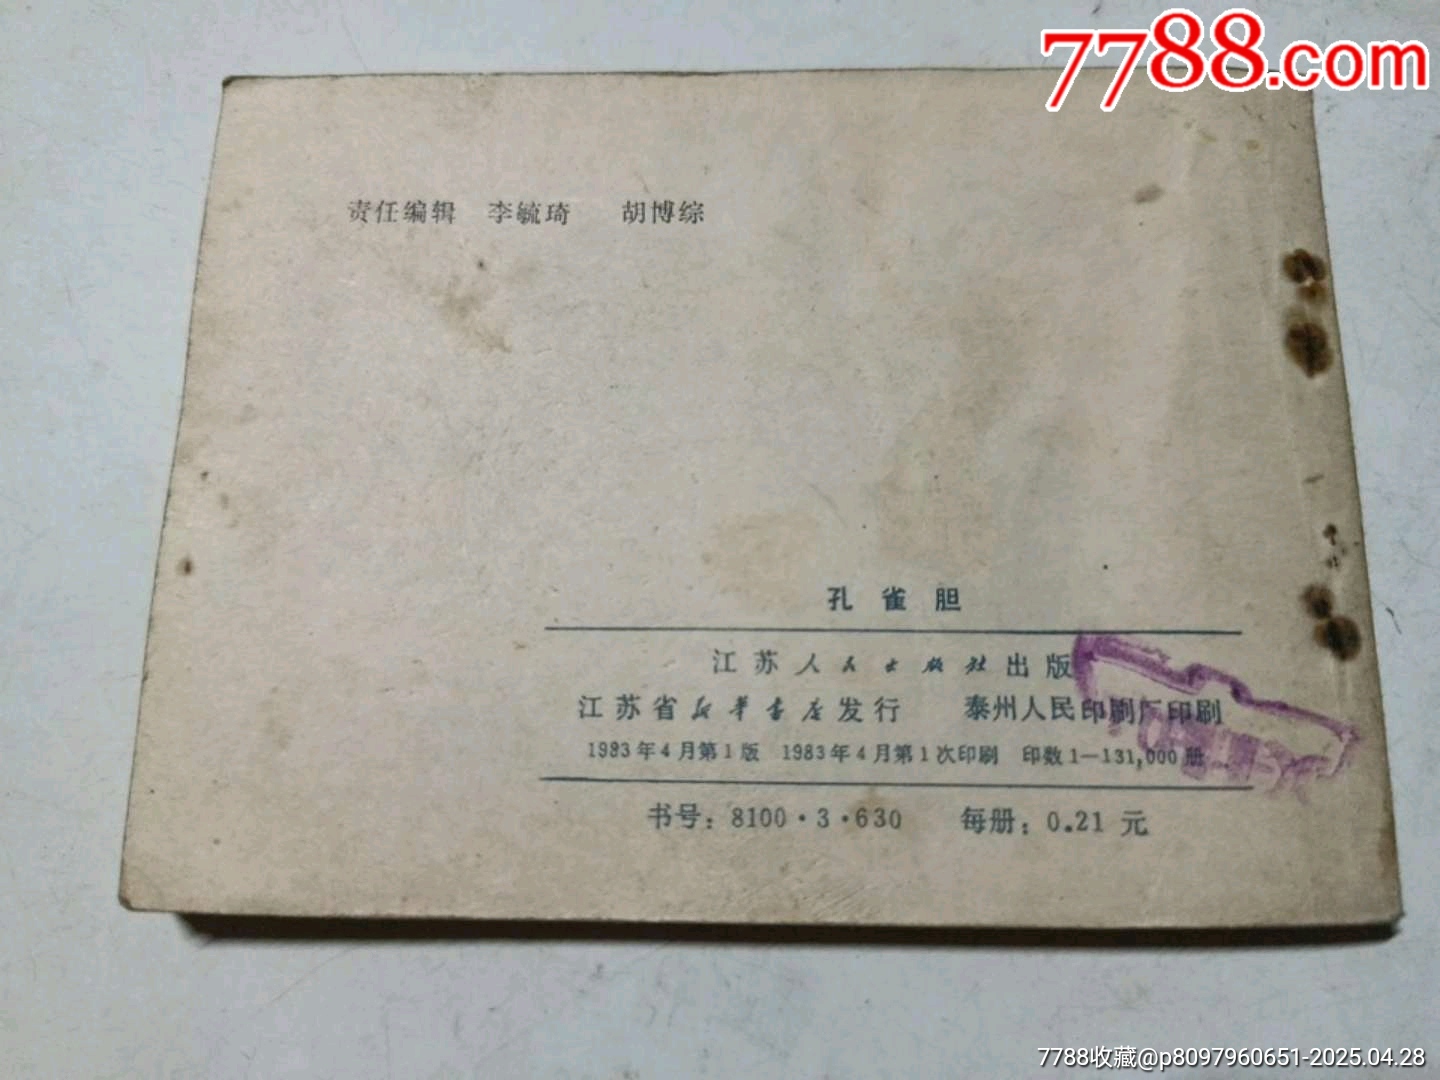 7788.com
责任编辑 李毓琦 胡博综
孔雀胆
江苏人民出版社出版
江苏省新华书店发行 泰州人民印刷厂印刷
1983年4月第1版 1983年4月第1次印刷 印数1—131,000册
书号：8100·3·630 每册：0.21元
7788收藏@p8097960651-2025.04.28